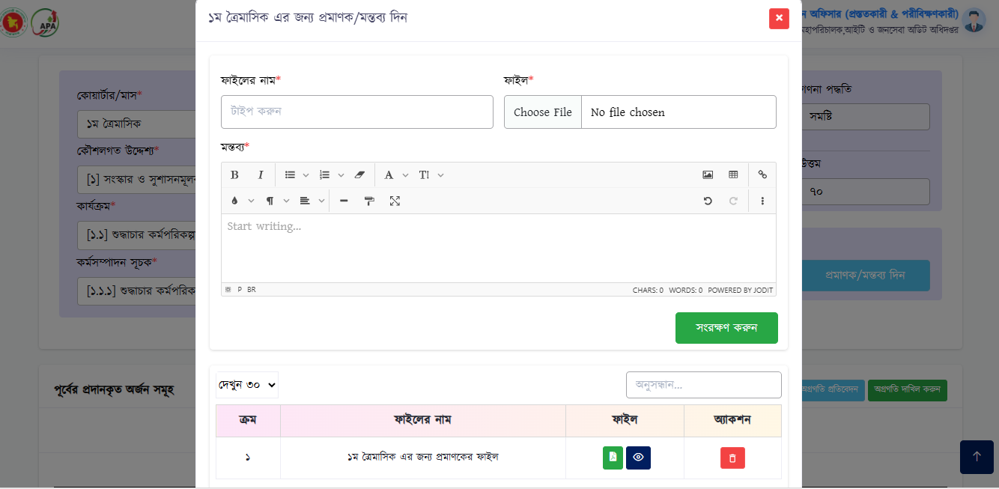 ১ম ত্রৈমাসিক এর জন্য প্রমাণক/মন্তব্য দিন
APA
ন অফিসার (প্রস্ততকারী & পরীবিক্ষণকারী)
মহাপরিচালক,আইটি ও জনসেবা অডিট অধিদপ্তর
ফাইলের নাম*
ফাইল*
টাইপ করুন
Choose File
No file chosen
মন্তব্য*
Start writing...
P BR
CHARS: 0 WORDS: 0 POWERED BY JODIT
সংরক্ষণ করুন
কোয়ার্টার/মাস*
১ম ত্রৈমাসিক
কৌশলগত উদ্দেশ্য*
[১] সংস্কার ও সুশাসনমূলক
কার্যক্রম*
[১.১] শুদ্ধাচার কর্মপরিকল্প
কর্মসম্পাদন সূচক*
[১.১.১] শুদ্ধাচার কর্মপরিক
গণনা পদ্ধতি
সমষ্টি
উত্তম
৭০
প্রমাণক/মন্তব্য দিন
পূর্বের প্রদানকৃত অর্জন সমূহ
অগ্রগতি প্রতিবেদন
অগ্রগতি দাখিল করুন
দেখুন ৩০
অনুসন্ধান...
ক্রম ফাইলের নাম ফাইল অ্যাকশন
১ ১ম ত্রৈমাসিক এর জন্য প্রমাণকের ফাইল